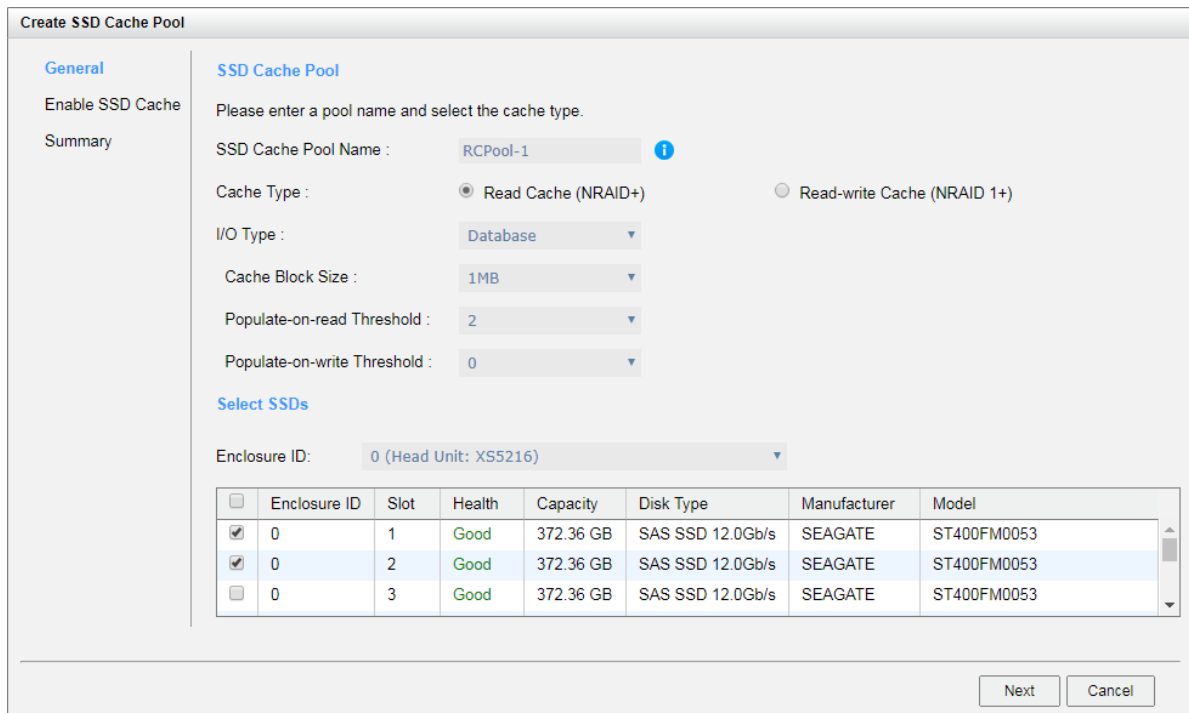 Create SSD Cache Pool
General
Enable SSD Cache
Summary
SSD Cache Pool
Please enter a pool name and select the cache type.
SSD Cache Pool Name : RCPool-1
Cache Type : Read Cache (NRAID+) Read-write Cache (NRAID 1+)
I/O Type : Database
Cache Block Size : 1MB
Populate-on-read Threshold : 2
Populate-on-write Threshold : 0
Select SSDs
Enclosure ID: 0 (Head Unit: XS5216)
Enclosure ID Slot Health Capacity Disk Type Manufacturer Model
0 1 Good 372.36 GB SAS SSD 12.0Gb/s SEAGATE ST400FM0053
0 2 Good 372.36 GB SAS SSD 12.0Gb/s SEAGATE ST400FM0053
0 3 Good 372.36 GB SAS SSD 12.0Gb/s SEAGATE ST400FM0053
Next Cancel